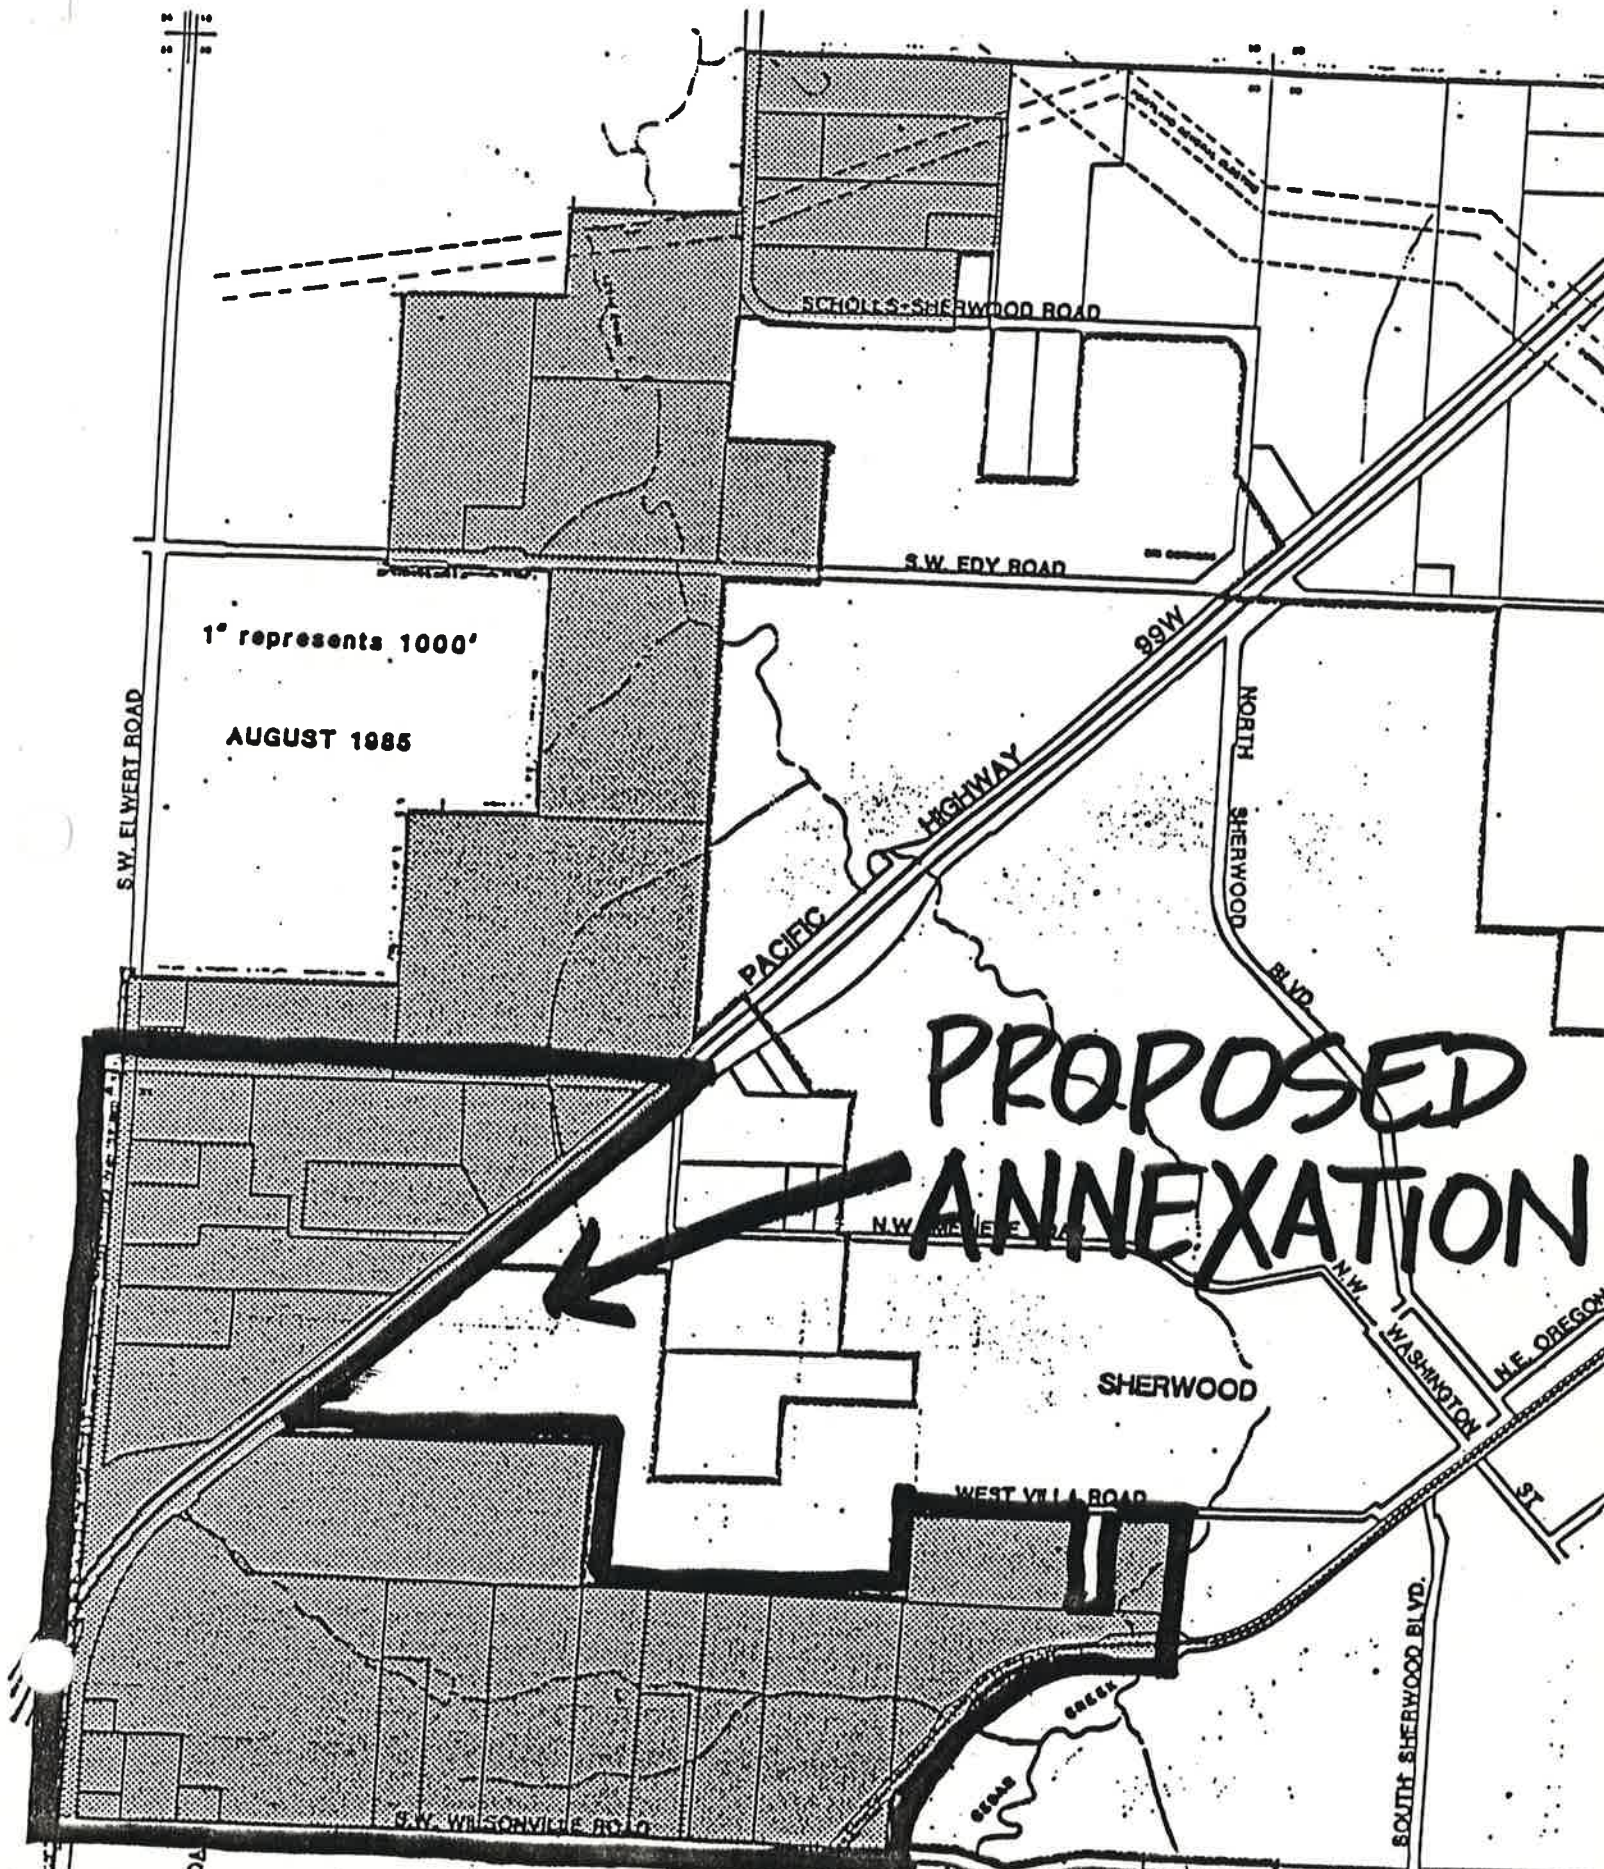 SCHOLLS-SHERWOOD ROAD
S.W. EDY ROAD
1" represents 1000'
99W
NORTH
S.W. ELWERT ROAD
AUGUST 1985
HIGHWAY
SHERWOOD
PACIFIC
BLVD.
PROPOSED
ANNEXATION
N.W.
N.W.
WASHINGTON
N.E. OREGON
SHERWOOD
WEST VILLA ROAD
ST.
SOUTH SHERWOOD BLVD.
CREEK
CEDAR
S.W. WILSONVILLE ROAD